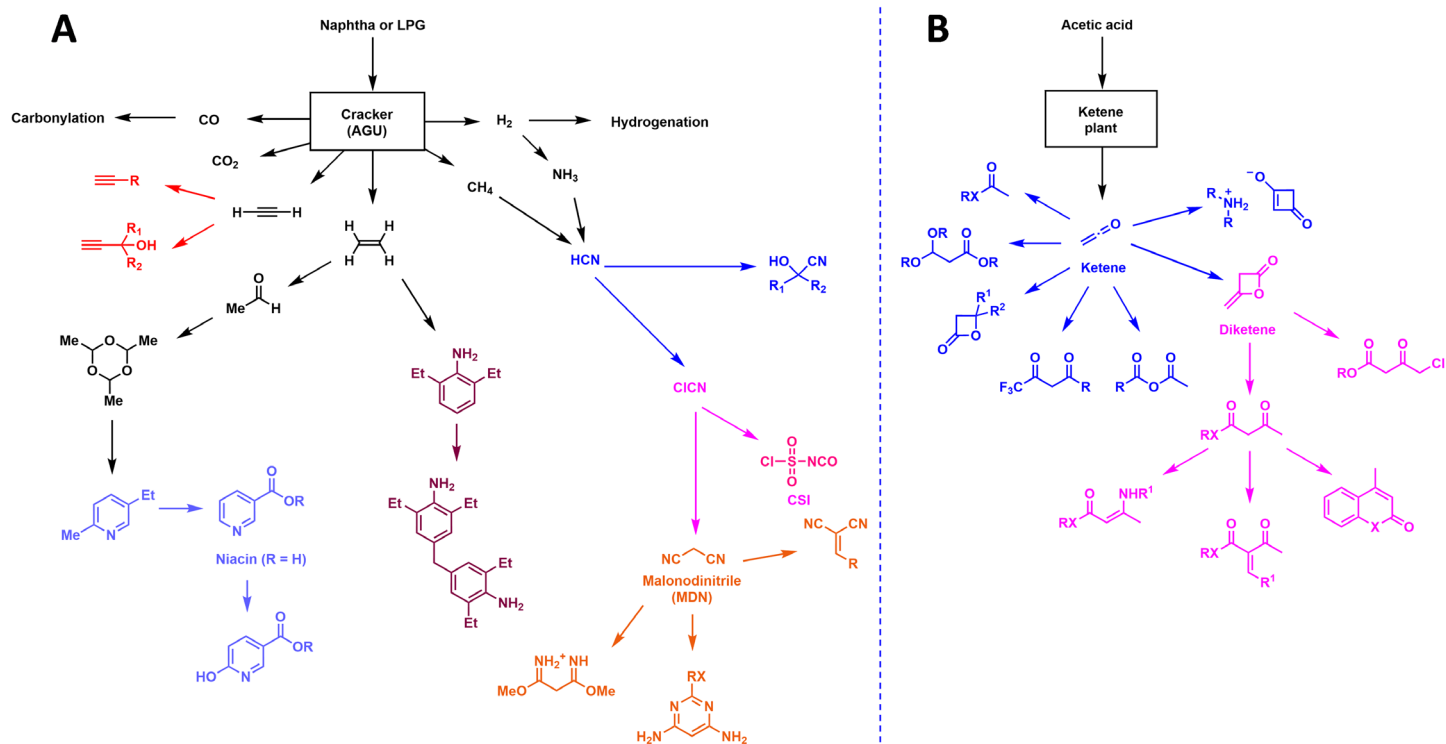 A
Naphtha or LPG
Cracker
(AGU)
Carbonylation
CO
CO2
H2
Hydrogenation
NH3
CH4
R
H
H
R1
OH
R2
H
H
H
H
HCN
HO
CN
R1
R2
O
Me
H
Me
O
Me
O
O
Me
NH2
Et
Et
ClCN
O
Cl
S
NCO
O
CSI
Et
Me
N
O
OR
N
Niacin (R = H)
O
OR
HO
N
NH2
Et
Et
Et
NH2
Et
NC
CN
Malonodinitrile
(MDN)
NC
CN
R
NH2+
NH
MeO
OMe
RX
N
N
H2N
NH2
B
Acetic acid
Ketene
plant
O
RX
O
Ketene
R
+
NH2
R
−
O
O
OR
O
RO
OR
R1
R2
O
O
O
O
F3C
R
O
O
R
O
O
O
Diketene
O
O
RO
Cl
O
O
RX
O
NHR1
RX
O
O
RX
R1
X
O